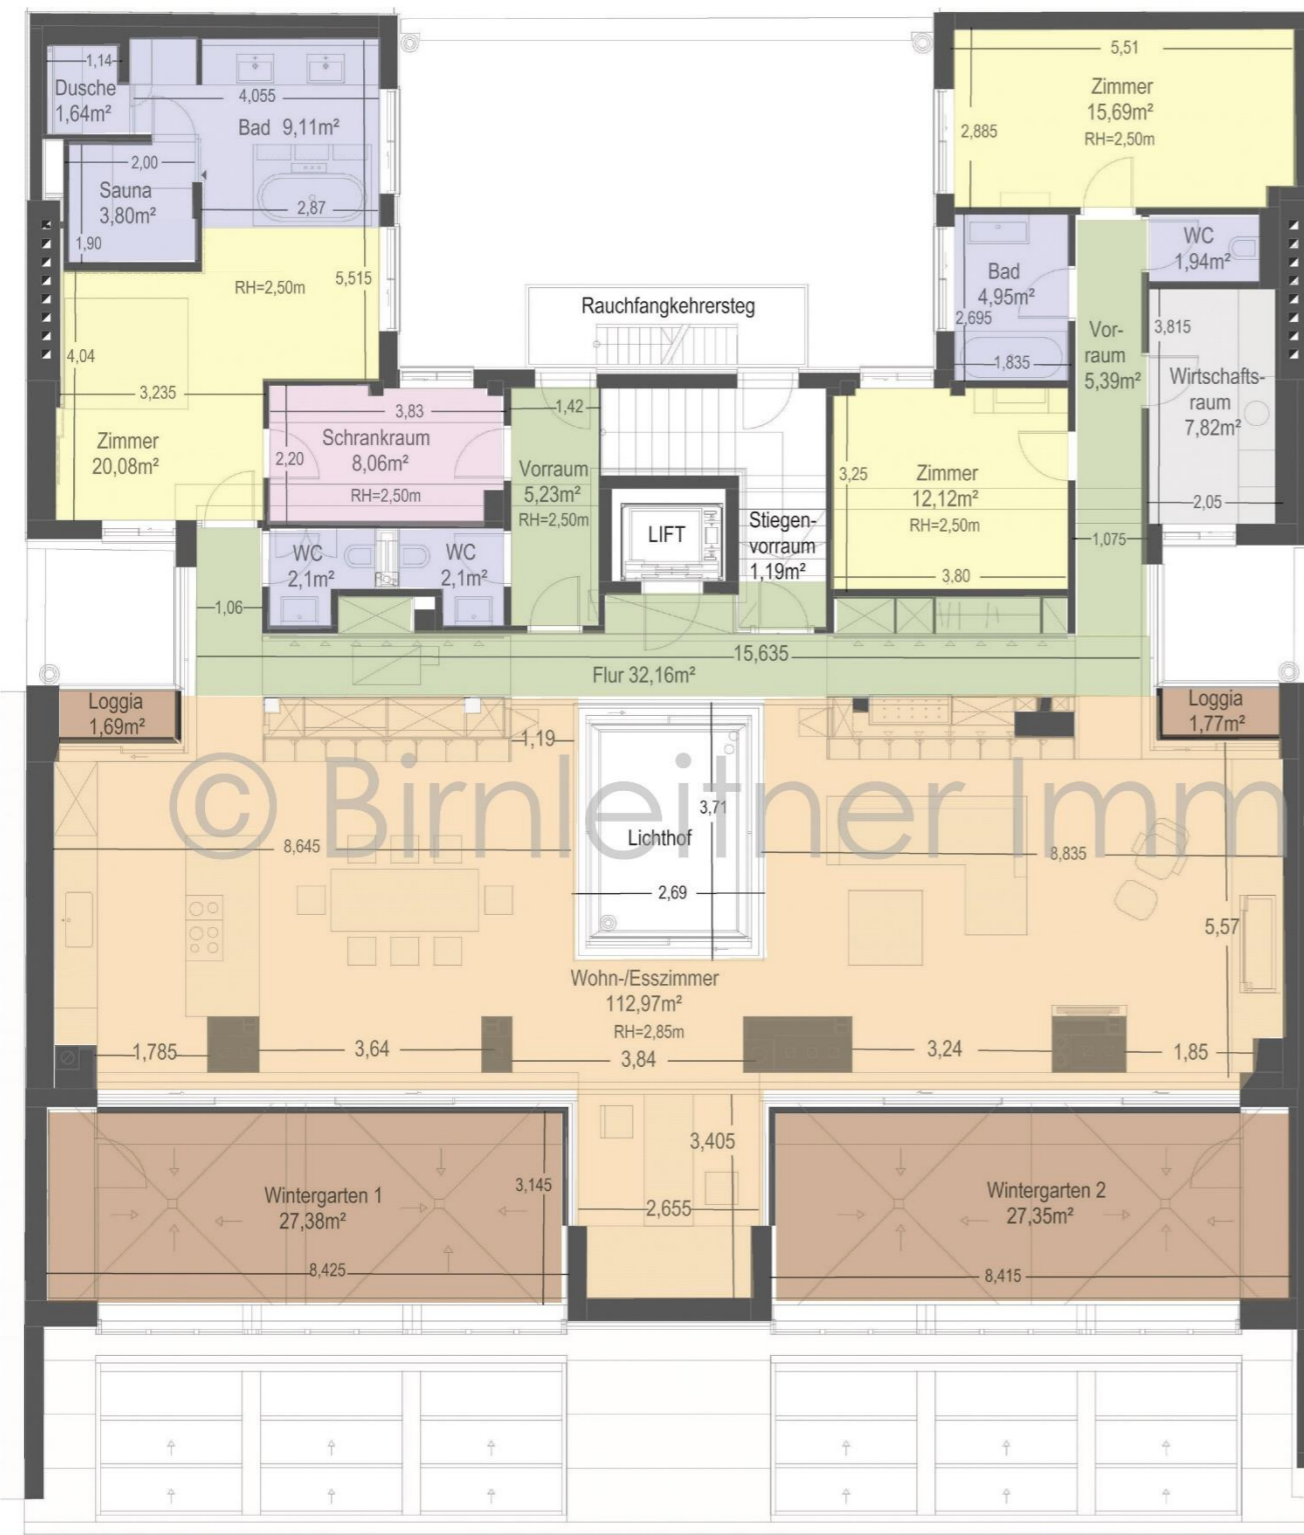 1,14
Dusche
1,64m²
4,055
Bad 9,11m²
2,00
Sauna
3,80m²
1,90
2,87
RH=2,50m
5,515
4,04
3,235
Zimmer
20,08m²
3,83
Schrankraum
8,06m²
2,20
RH=2,50m
1,42
Vorraum
5,23m²
RH=2,50m
WC
2,1m²
WC
2,1m²
1,06
Rauchfangkehrersteg
LIFT
Stiegen-
vorraum
1,19m²
5,51
Zimmer
15,69m²
RH=2,50m
2,885
Bad
4,95m²
2,695
1,835
WC
1,94m²
Vor-
raum
5,39m²
3,815
Wirtschafts-
raum
7,82m²
2,05
3,25
Zimmer
12,12m²
RH=2,50m
3,80
1,075
15,635
Flur 32,16m²
Loggia
1,69m²
Loggia
1,77m²
1,19
© Birnleitner Imm
3,71
Lichthof
2,69
8,645
8,835
5,57
Wohn-/Esszimmer
112,97m²
RH=2,85m
1,785
3,64
3,84
3,24
1,85
3,405
2,655
Wintergarten 1
27,38m²
3,145
8,425
Wintergarten 2
27,35m²
8,415